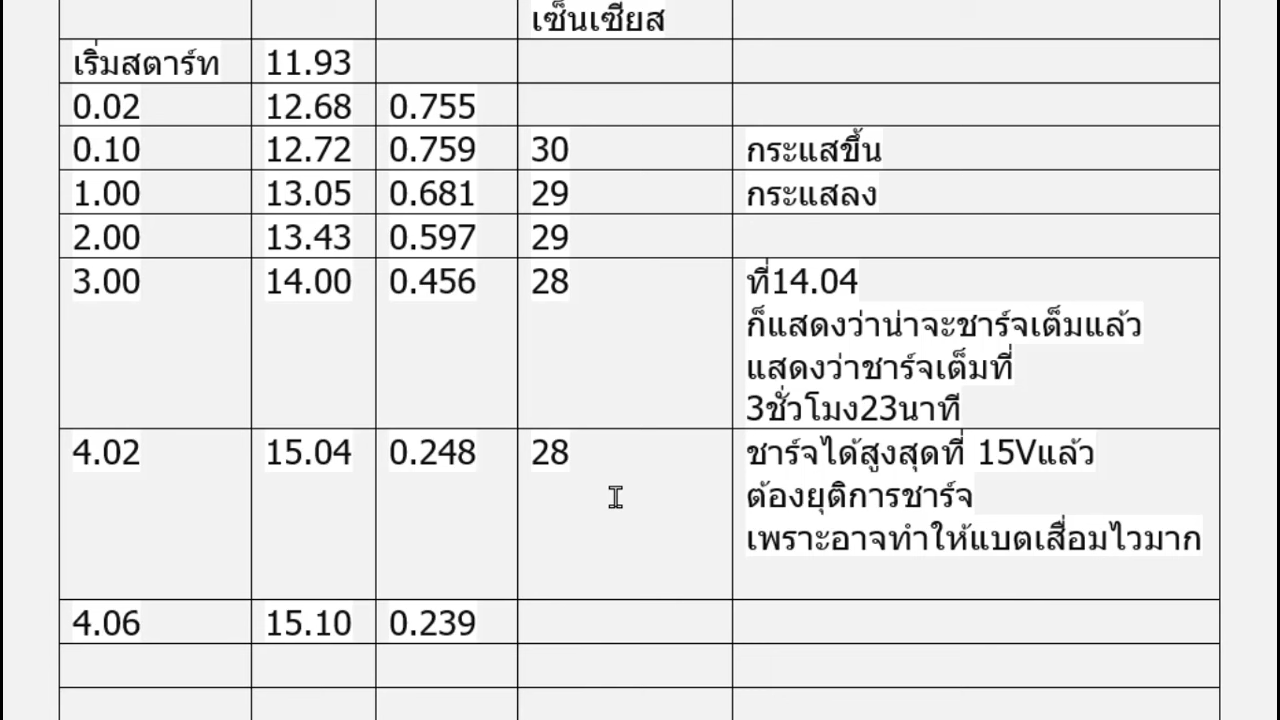 เซ็นเซียส
เริ่มสตาร์ท 11.93
0.02 12.68 0.755
0.10 12.72 0.759 30 กระแสขึ้น
1.00 13.05 0.681 29 กระแสลง
2.00 13.43 0.597 29
3.00 14.00 0.456 28 ที่14.04
ก็แสดงว่าน่าจะชาร์จเต็มแล้ว
แสดงว่าชาร์จเต็มที่
3ชั่วโมง23นาที
4.02 15.04 0.248 28 ชาร์จได้สูงสุดที่ 15Vแล้ว
ต้องยุติการชาร์จ
เพราะอาจทำให้แบตเสื่อมไวมาก
4.06 15.10 0.239